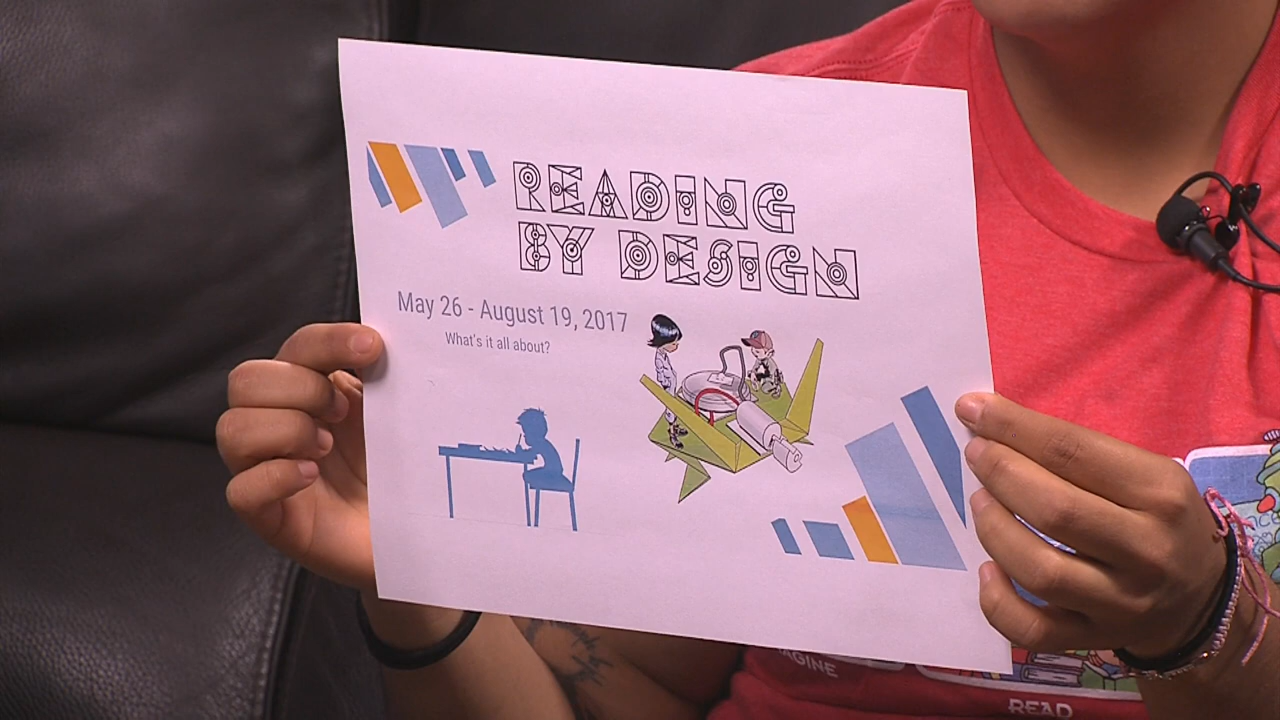 READING
BY DESIGN
May 26 - August 19, 2017
What's it all about?
READ